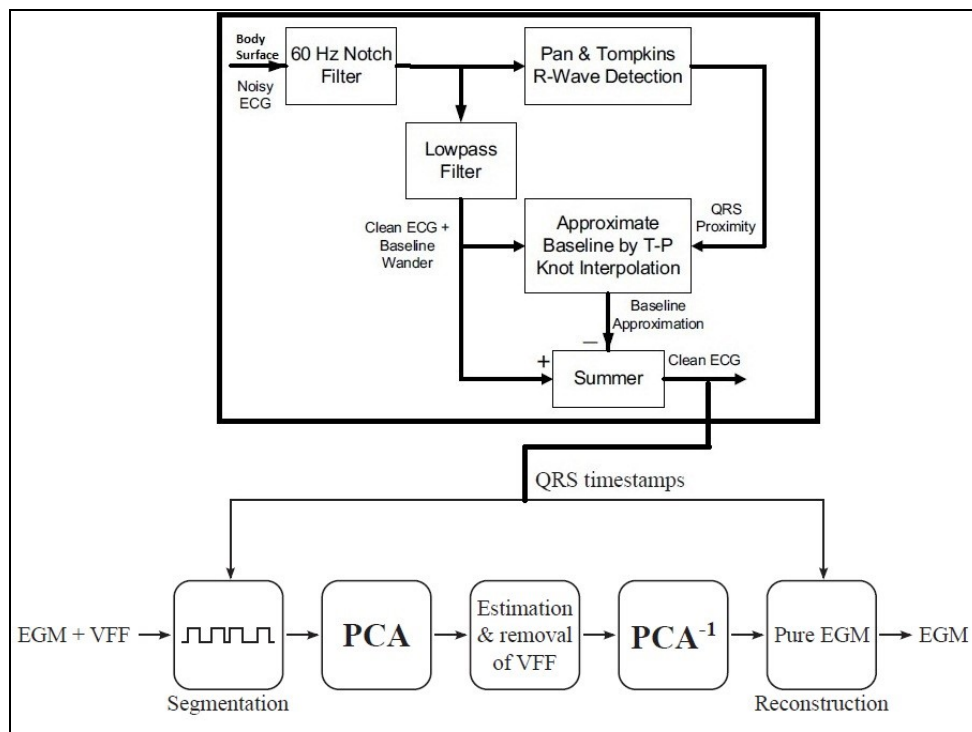 Body
Surface
Noisy
ECG
60 Hz Notch
Filter
Pan & Tompkins
R-Wave Detection
Lowpass
Filter
Clean ECG +
Baseline
Wander
Approximate
Baseline by T-P
Knot Interpolation
QRS
Proximity
Baseline
Approximation
–
+
Summer
Clean ECG
QRS timestamps
EGM + VFF
Segmentation
PCA
Estimation
& removal
of VFF
PCA-1
Pure EGM
Reconstruction
EGM